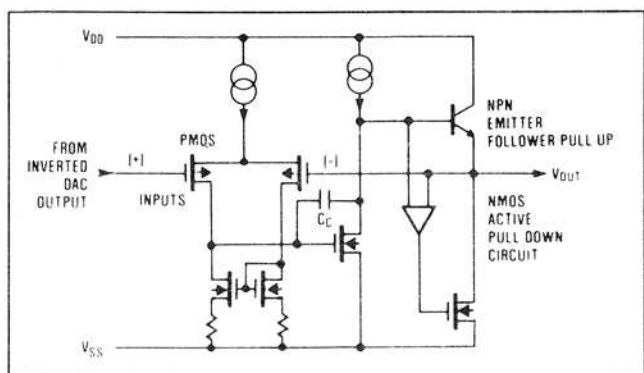 VDD
NPN
EMITTER
FOLLOWER PULL UP
PMOS
FROM
INVERTED
DAC
OUTPUT
(+)
(-)
VOUT
INPUTS
CC
NMOS
ACTIVE
PULL DOWN
CIRCUIT
VSS